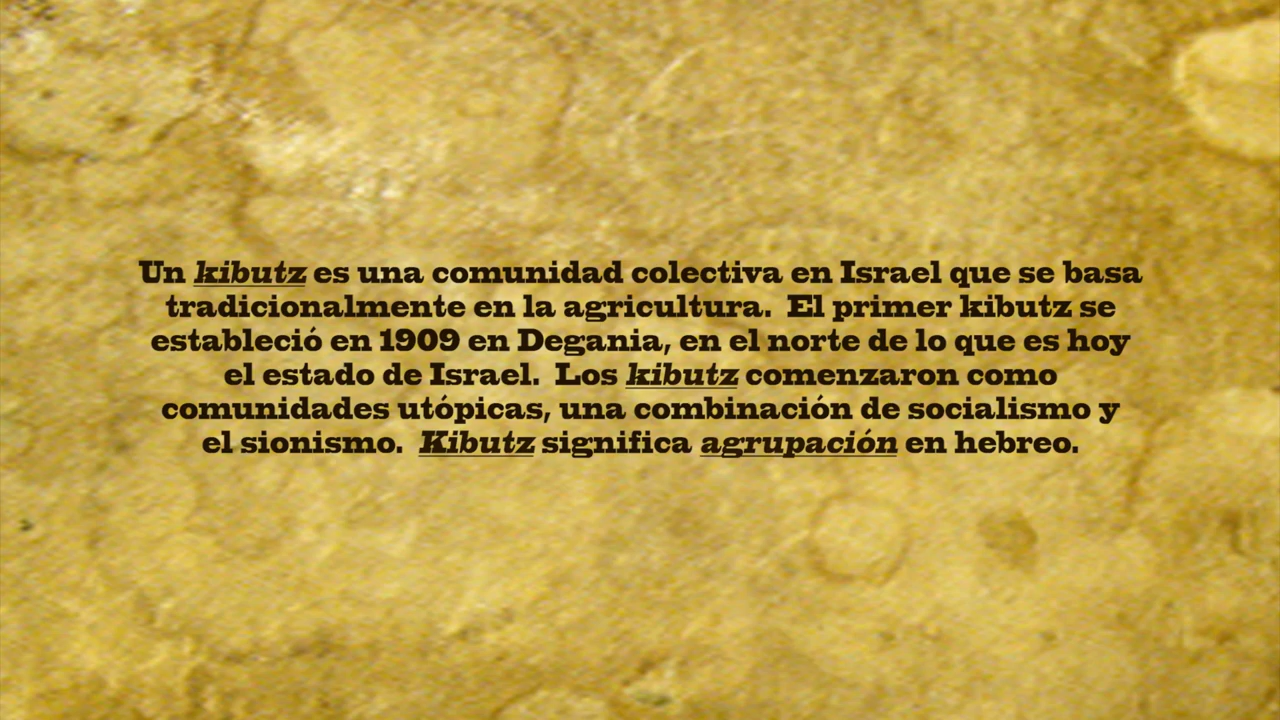 Un kibutz es una comunidad colectiva en Israel que se basa
tradicionalmente en la agricultura.  El primer kibutz se
estableció en 1909 en Degania, en el norte de lo que es hoy
el estado de Israel.  Los kibutz comenzaron como
comunidades utópicas, una combinación de socialismo y
el sionismo.  Kibutz significa agrupación en hebreo.